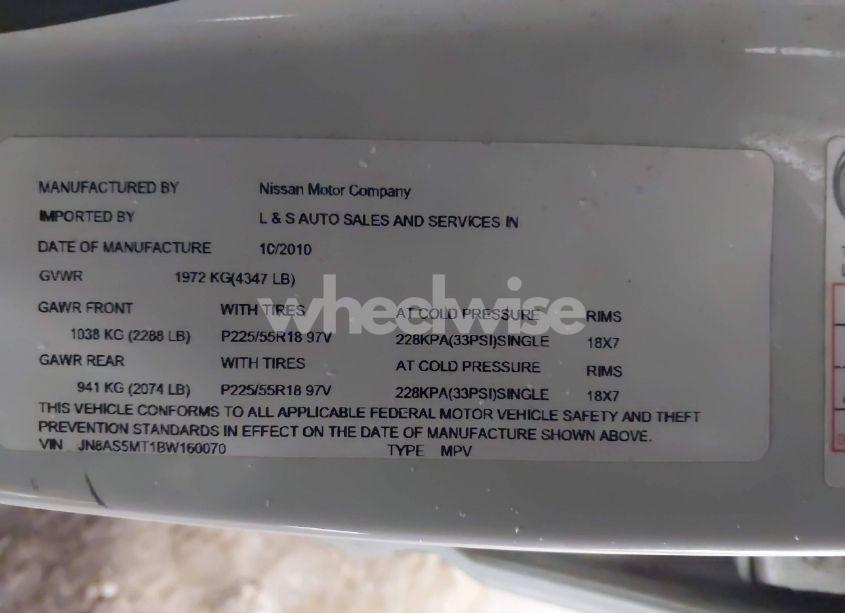 MANUFACTURED BY Nissan Motor Company
IMPORTED BY L & S AUTO SALES AND SERVICES IN
DATE OF MANUFACTURE 10/2010
GVWR 1972 KG(4347 LB)
wheelwise
GAWR FRONT WITH TIRES AT COLD PRESSURE RIMS
1038 KG (2288 LB) P225/55R18 97V 228KPA(33PSI)SINGLE 18X7
GAWR REAR WITH TIRES AT COLD PRESSURE RIMS
941 KG (2074 LB) P225/55R18 97V 228KPA(33PSI)SINGLE 18X7
THIS VEHICLE CONFORMS TO ALL APPLICABLE FEDERAL MOTOR VEHICLE SAFETY AND THEFT
PREVENTION STANDARDS IN EFFECT ON THE DATE OF MANUFACTURE SHOWN ABOVE.
VIN JN8AS5MT1BW160070 TYPE MPV